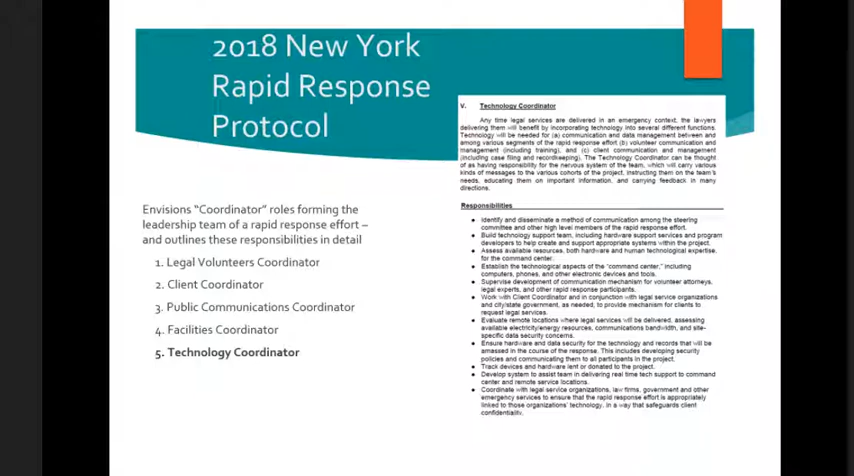 2018 New York
Rapid Response
Protocol
Envisions "Coordinator" roles forming the
leadership team of a rapid response effort –
and outlines these responsibilities in detail
1. Legal Volunteers Coordinator
2. Client Coordinator
3. Public Communications Coordinator
4. Facilities Coordinator
5. Technology Coordinator
V. Technology Coordinator
Any time legal services are delivered in an emergency context, the lawyers
delivering them will benefit by incorporating technology into several different functions.
Technology will be needed for (a) communication and data management between and
among various segments of the rapid response effort (b) volunteer communication and
management (including training), and (c) client communication and management
(including case filing and recordkeeping). The Technology Coordinator can be thought
of as having responsibility for the nervous system of the team, which will carry various
kinds of messages to the various cohorts of the project, instructing them on the team's
needs, educating them on important information, and carrying feedback in many
directions.
Responsibilities
• Identify and disseminate a method of communication among the steering
committee and other high level members of the rapid response effort.
• Build technology support team, including hardware support services and program
developers to help create and support appropriate systems within the project.
• Assess available resources, both hardware and human technological expertise,
for the command center.
• Establish the technological aspects of the "command center," including
computers, phones, and other electronic devices and tools.
• Supervise development of communication mechanism for volunteer attorneys,
legal experts, and other rapid response participants.
• Work with Client Coordinator and in conjunction with legal service organizations
and city/state government, as needed, to provide mechanism for clients to
request legal services.
• Evaluate remote locations where legal services will be delivered, assessing
available electricity/energy resources, communications bandwidth, and site-
specific data security concerns.
• Ensure hardware and data security for the technology and records that will be
amassed in the course of the response. This includes developing security
policies and communicating them to all participants in the project.
• Track devices and hardware lent or donated to the project.
• Develop system to assist team in delivering real time tech support to command
center and remote service locations.
• Coordinate with legal service organizations, law firms, government and other
emergency services to ensure that the rapid response effort is appropriately
linked to those organizations' technology, in a way that safeguards client
confidentiality.